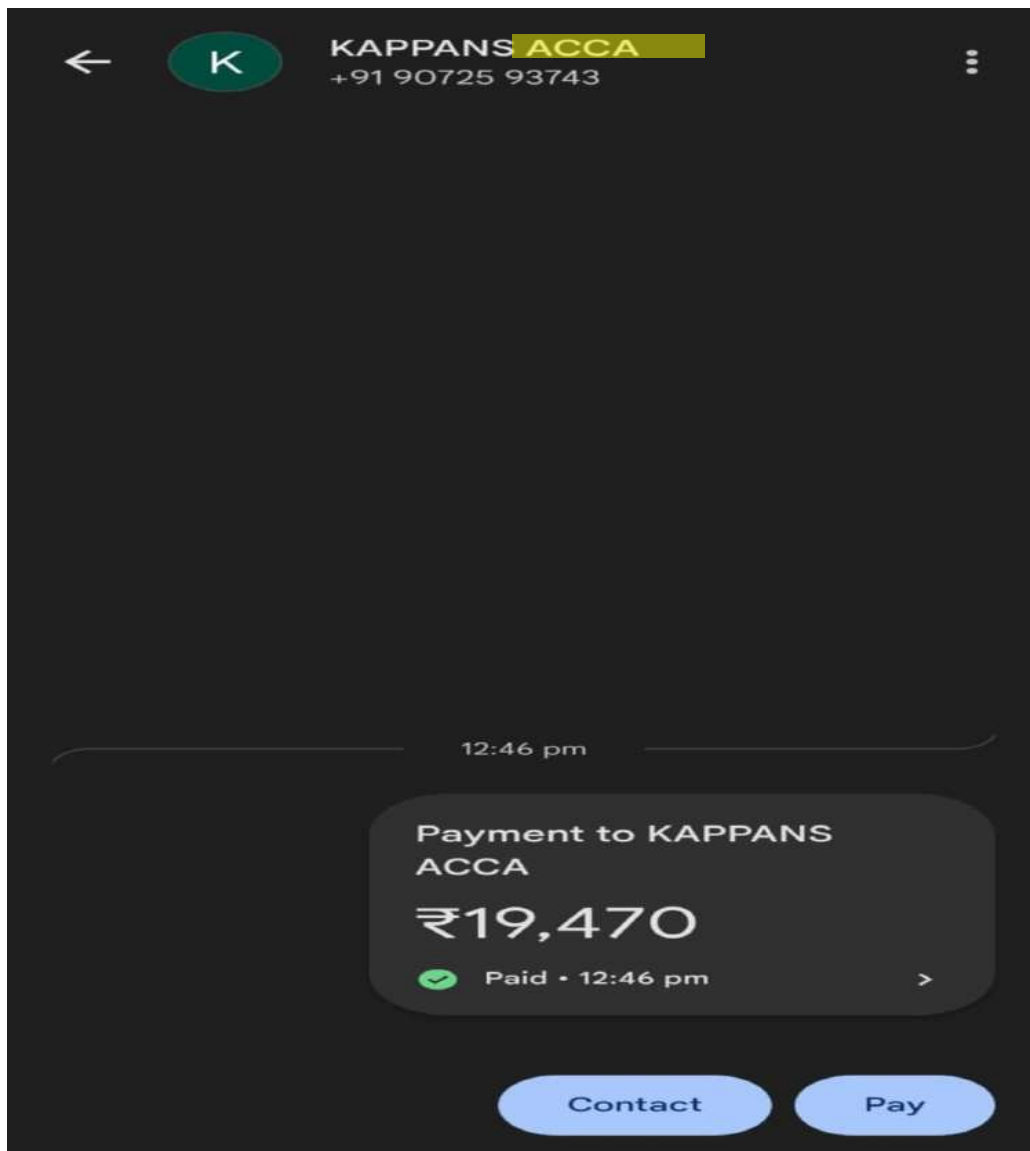 K
KAPPANS ACCA
+91 90725 93743
12:46 pm
Payment to KAPPANS
ACCA
₹19,470
Paid • 12:46 pm
Contact
Pay